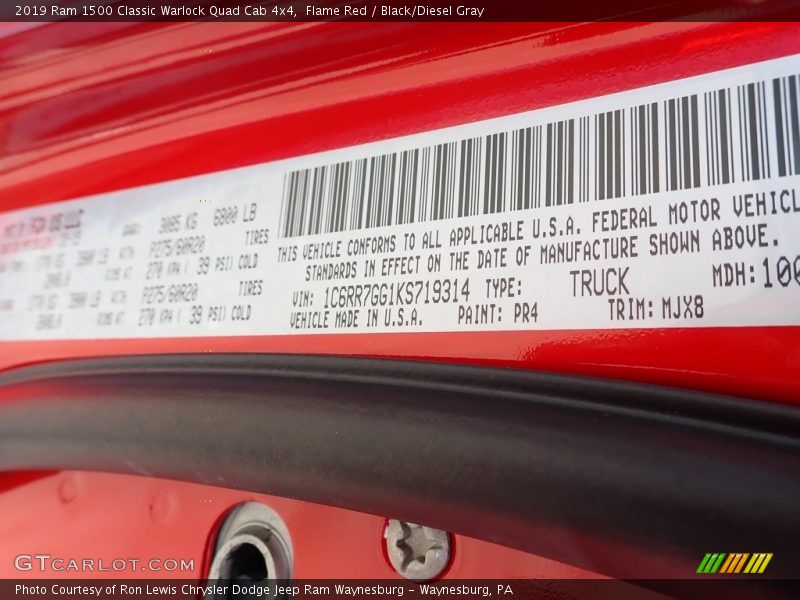 2019 Ram 1500 Classic Warlock Quad Cab 4x4, Flame Red / Black/Diesel Gray
3085 KG 6800 LB
P275/60R20 TIRES
270 KPA ( 39 PSI) COLD
P275/60R20 TIRES
270 KPA ( 39 PSI) COLD
THIS VEHICLE CONFORMS TO ALL APPLICABLE U.S.A. FEDERAL MOTOR VEHICL
STANDARDS IN EFFECT ON THE DATE OF MANUFACTURE SHOWN ABOVE.
VIN: 1C6RR7GG1KS719314 TYPE: TRUCK MDH: 100
VEHICLE MADE IN U.S.A. PAINT: PR4 TRIM: MJX8
GTCARLOT.COM
Photo Courtesy of Ron Lewis Chrysler Dodge Jeep Ram Waynesburg - Waynesburg, PA